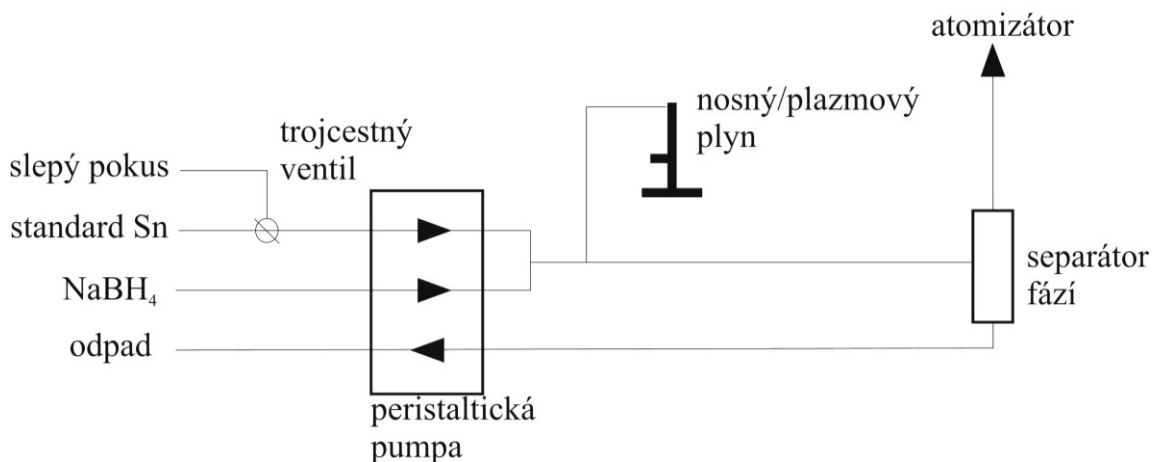 atomizátor
nosný/plazmový
plyn
trojcestný
ventil
slepý pokus
standard Sn
separátor
fází
NaBH₄
odpad
peristaltická
pumpa